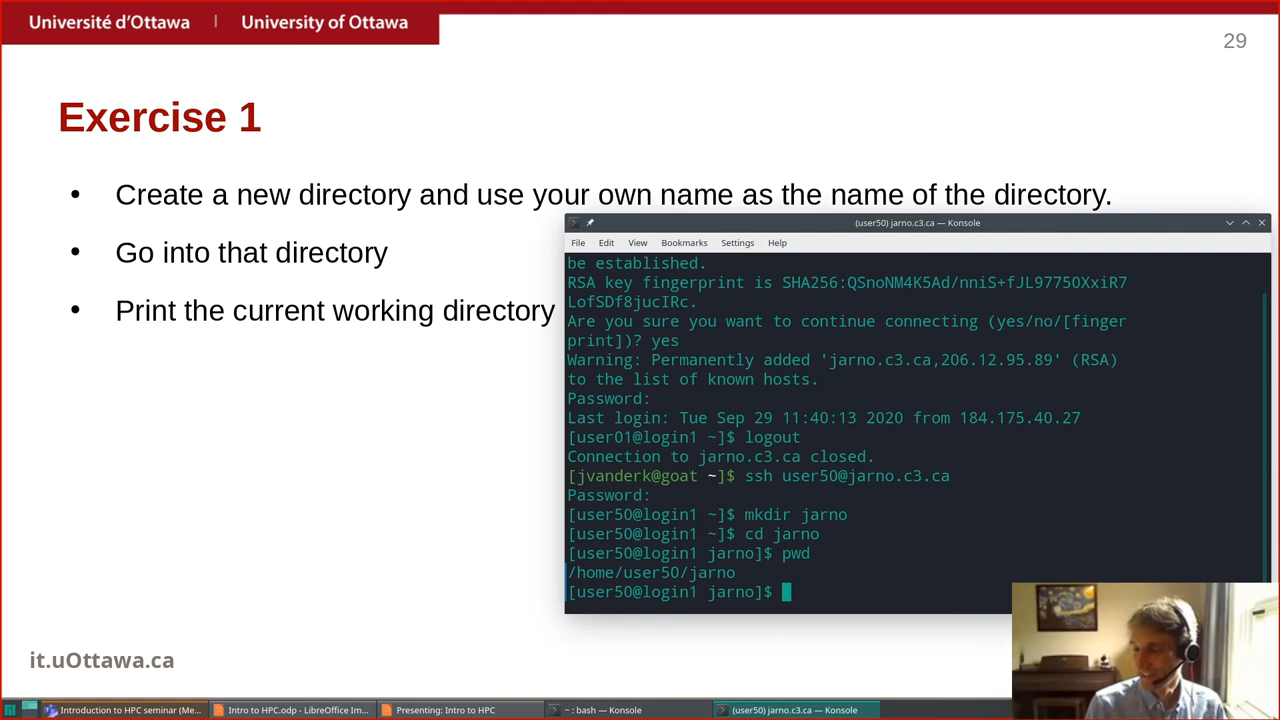 Université d'Ottawa | University of Ottawa
29
Exercise 1
• Create a new directory and use your own name as the name of the directory.
• Go into that directory
• Print the current working directory
(user50) jarno.c3.ca — Konsole
File Edit View Bookmarks Settings Help
be established.
RSA key fingerprint is SHA256:QSnoNM4K5Ad/nniS+fJL9775OXxiR7
LofSDf8jucIRc.
Are you sure you want to continue connecting (yes/no/[finger
print])? yes
Warning: Permanently added 'jarno.c3.ca,206.12.95.89' (RSA)
to the list of known hosts.
Password:
Last login: Tue Sep 29 11:40:13 2020 from 184.175.40.27
[user01@login1 ~]$ logout
Connection to jarno.c3.ca closed.
[jvanderk@goat ~]$ ssh user50@jarno.c3.ca
Password:
[user50@login1 ~]$ mkdir jarno
[user50@login1 ~]$ cd jarno
[user50@login1 jarno]$ pwd
/home/user50/jarno
[user50@login1 jarno]$
it.uOttawa.ca
Introduction to HPC seminar (Me... Intro to HPC.odp - LibreOffice Im... Presenting: Intro to HPC ~ : bash — Konsole (user50) jarno.c3.ca — Konsole